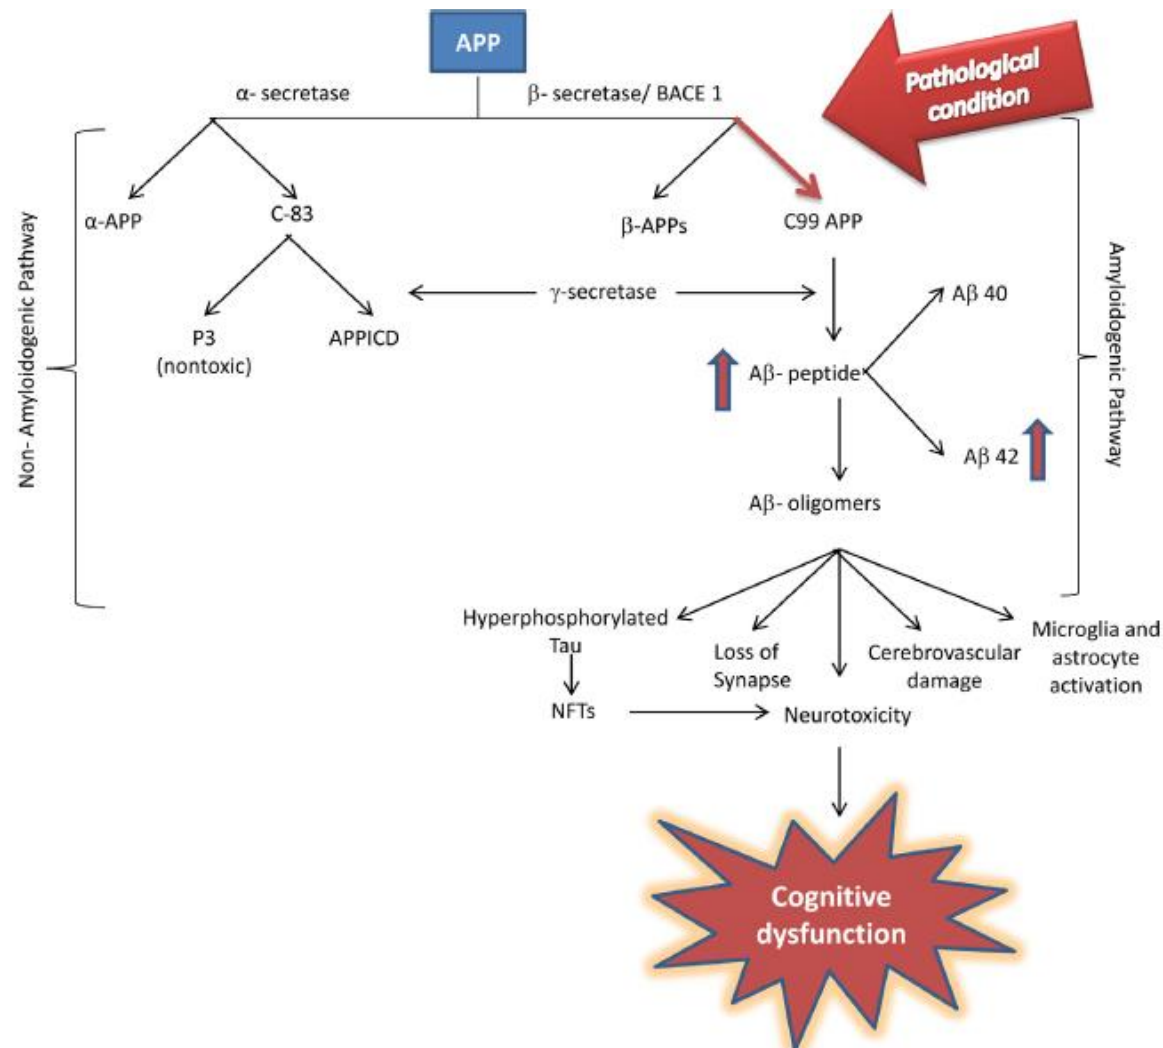 APP
Pathological
condition
α- secretase
β- secretase/ BACE 1
Non- Amyloidogenic Pathway
α-APP
C-83
β-APPs
C99 APP
Amyloidogenic Pathway
γ-secretase
Aβ 40
P3
(nontoxic)
APPICD
Aβ- peptide
Aβ 42
Aβ- oligomers
Hyperphosphorylated
Tau
Loss of
Synapse
Cerebrovascular
damage
Microglia and
astrocyte
activation
NFTs
Neurotoxicity
Cognitive
dysfunction